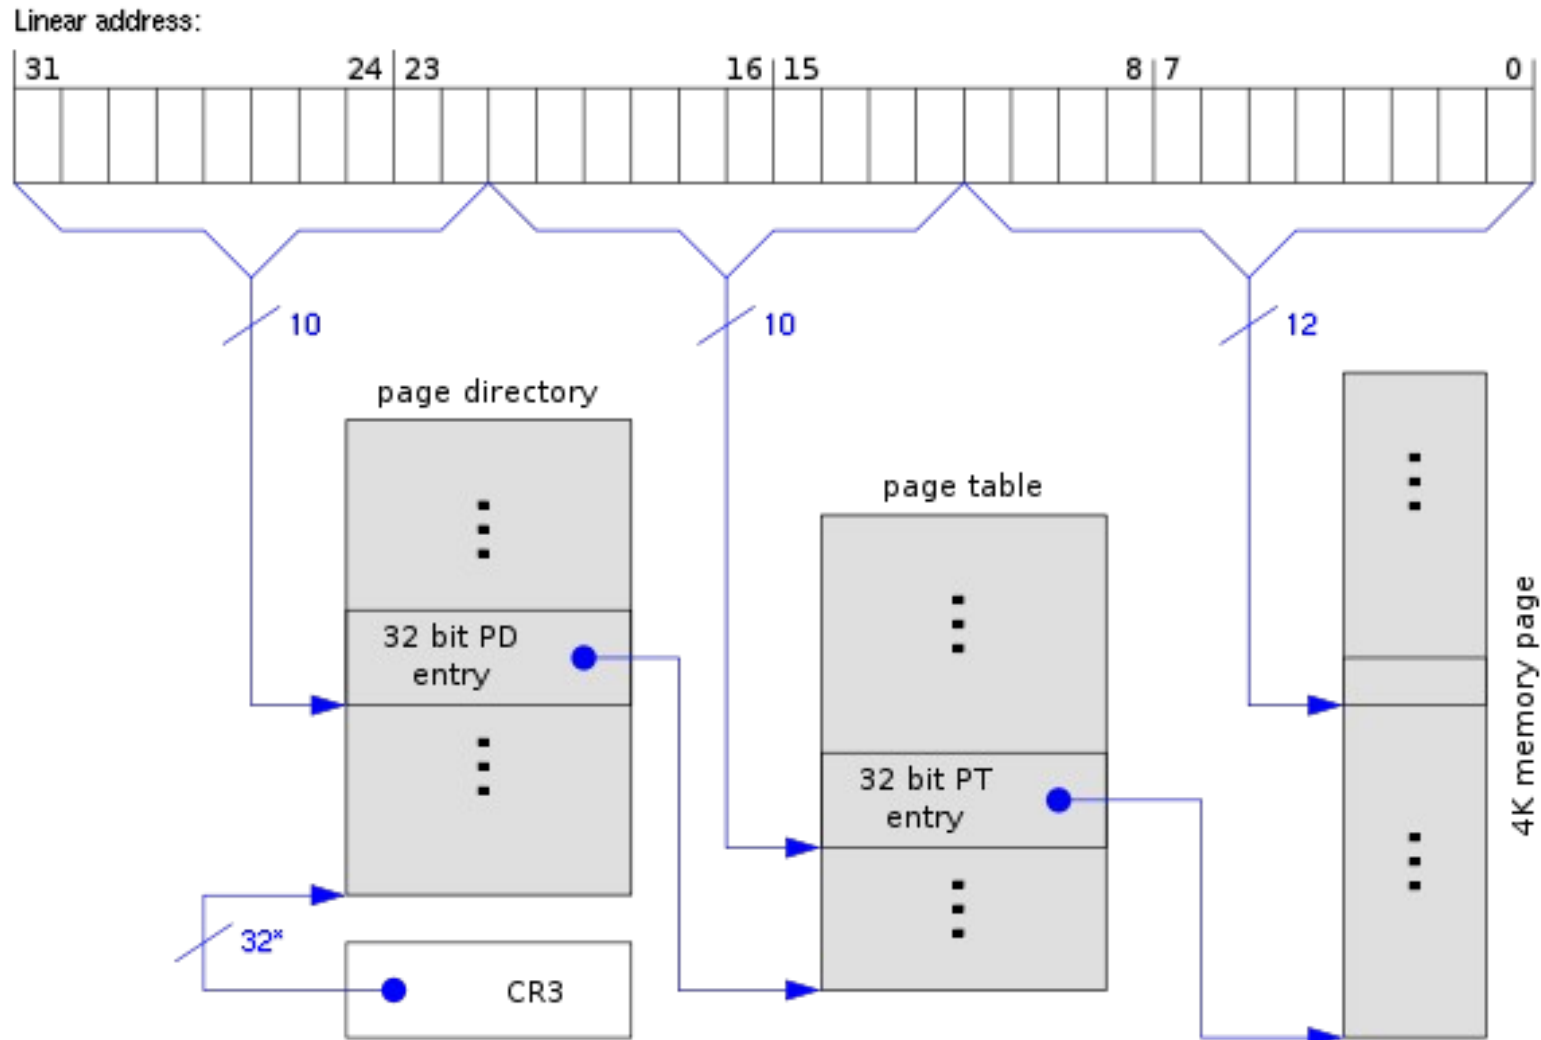 Linear address:
31 24 23 16 15 8 7 0
10 10 12
page directory
page table
32 bit PD
entry
32 bit PT
entry
4K memory page
32*
CR3